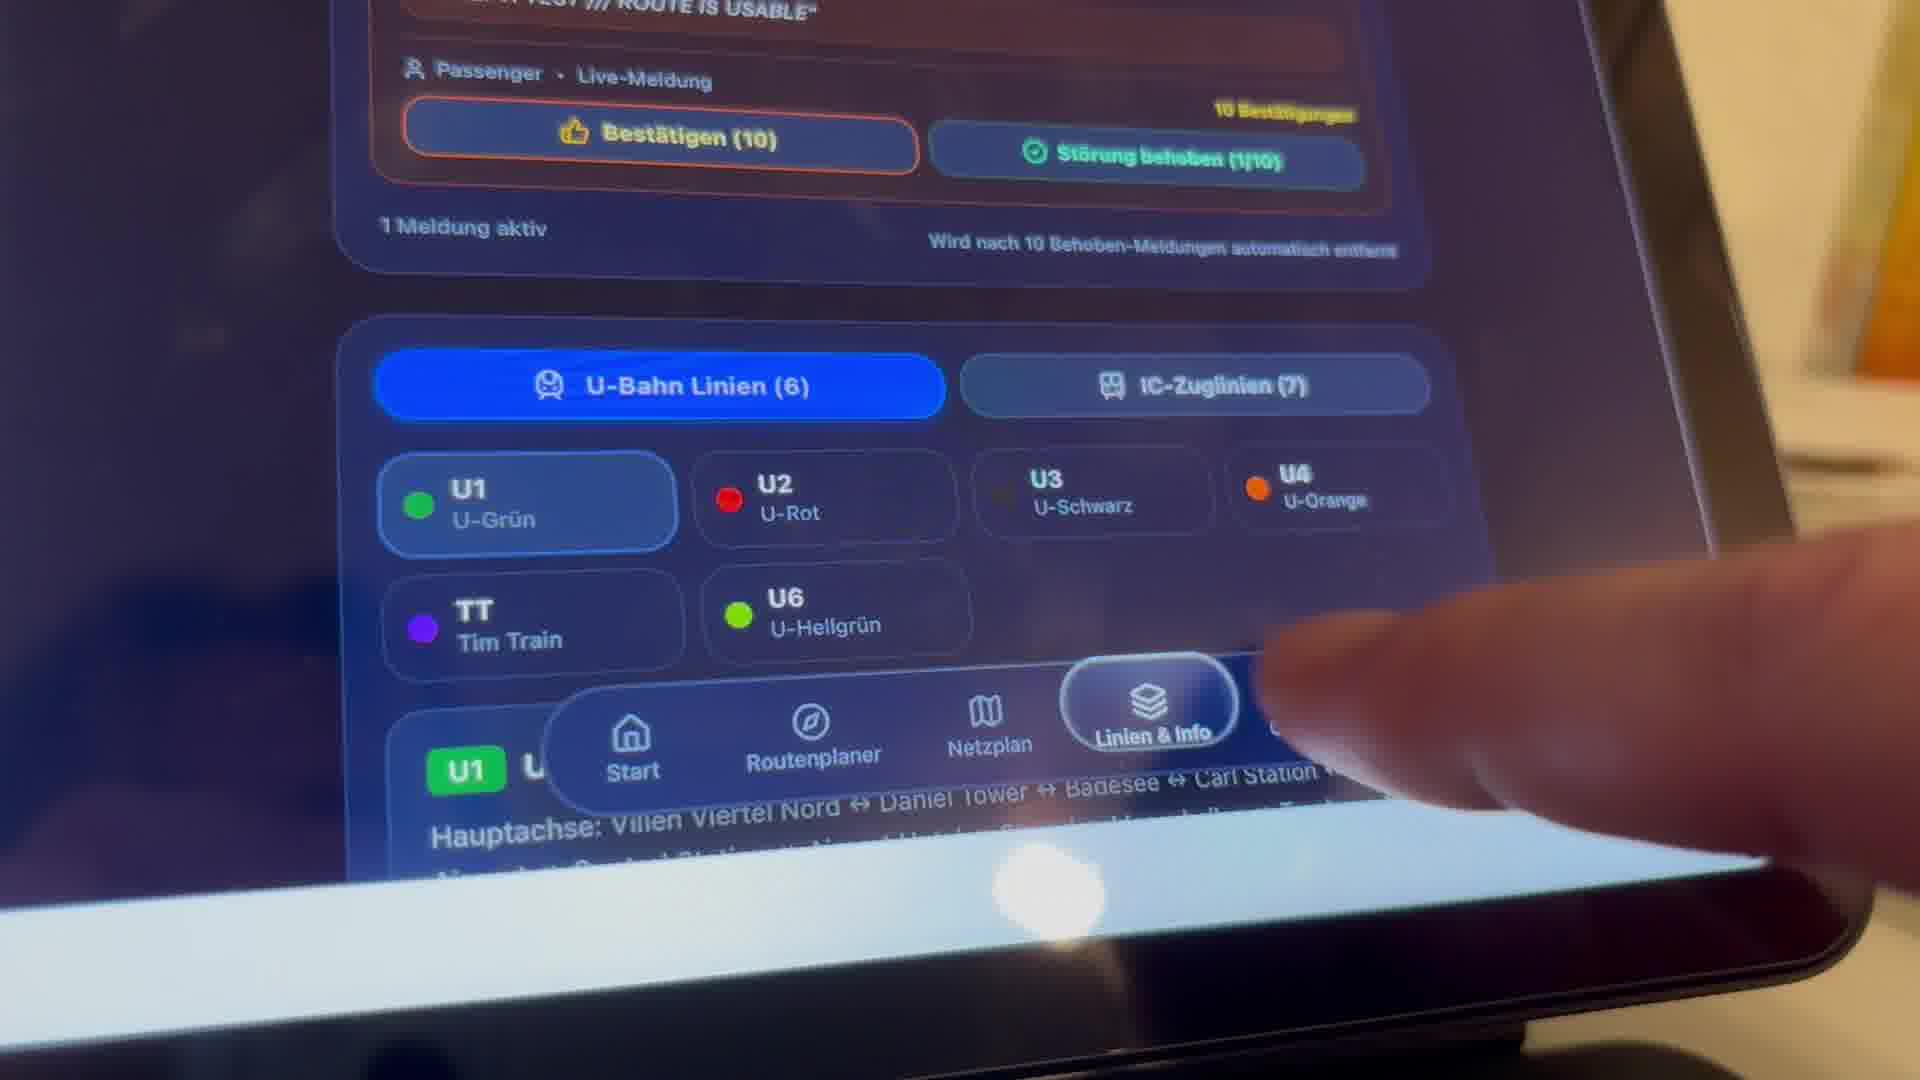 /// ROUTE IS USABLE"
Passenger • Live-Meldung
10 Bestätigungen
Bestätigen (10)
Störung behoben (1/10)
1 Meldung aktiv
Wird nach 10 Behoben-Meldungen automatisch entfernt
U-Bahn Linien (6)
IC-Zuglinien (7)
U1
U-Grün
U2
U-Rot
U3
U-Schwarz
U4
U-Orange
TT
Tim Train
U6
U-Hellgrün
Start
Routenplaner
Netzplan
Linien & Info
U1
Hauptachse: Villen Viertel Nord ↔ Daniel Tower ↔ Badesee ↔ Carl Station